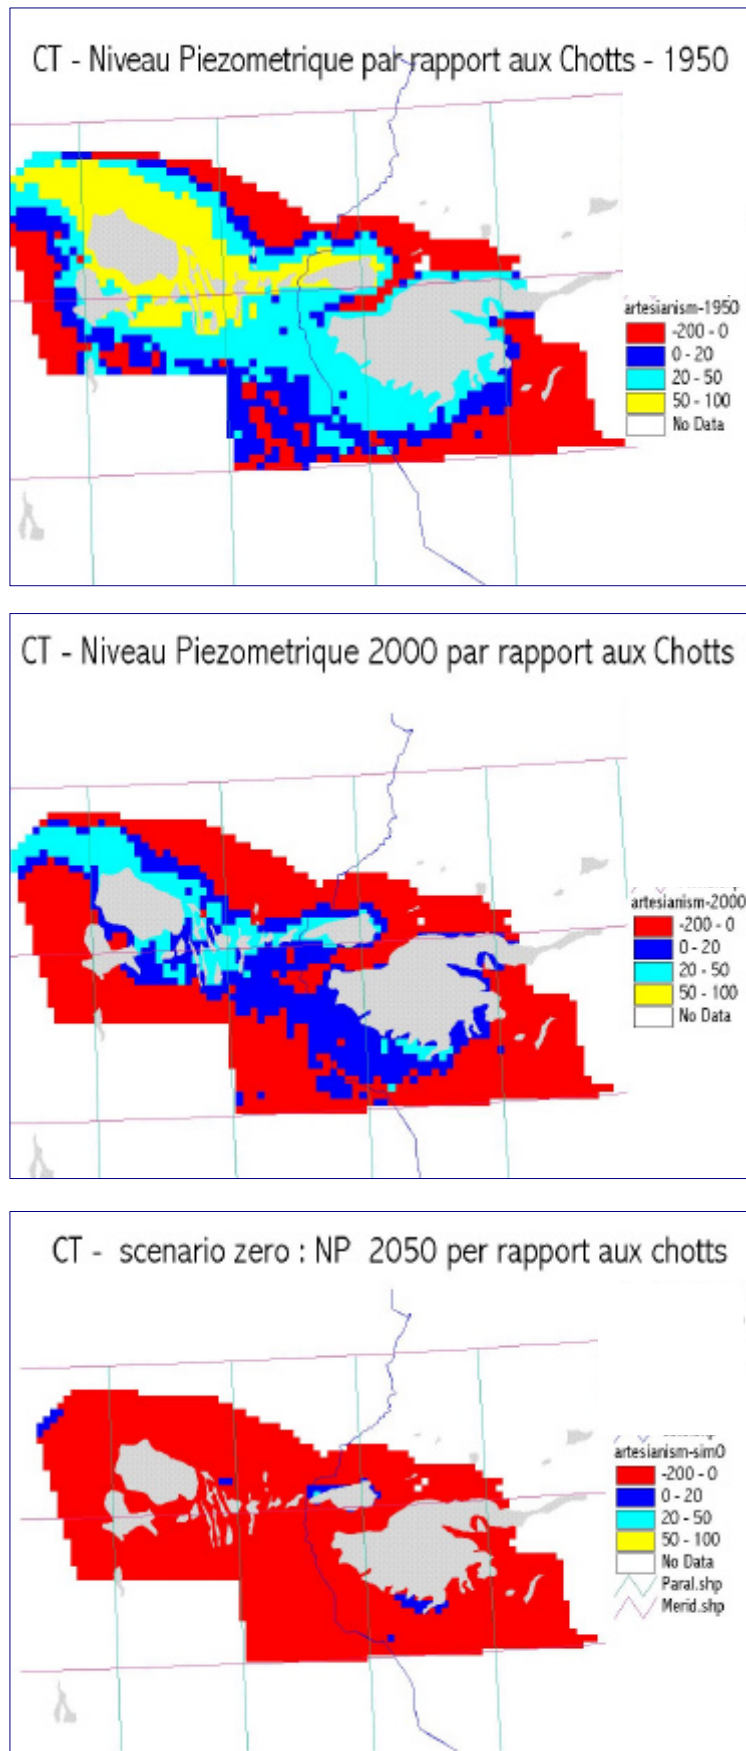 CT - Niveau Piezometrique par rapport aux Chotts - 1950
artesianism-1950
-200 - 0
0 - 20
20 - 50
50 - 100
No Data
CT - Niveau Piezometrique 2000 par rapport aux Chotts
artesianism-2000
-200 - 0
0 - 20
20 - 50
50 - 100
No Data
CT - scenario zero : NP 2050 per rapport aux chotts
artesianism-sim0
-200 - 0
0 - 20
20 - 50
50 - 100
No Data
Paral.shp
Merid.shp